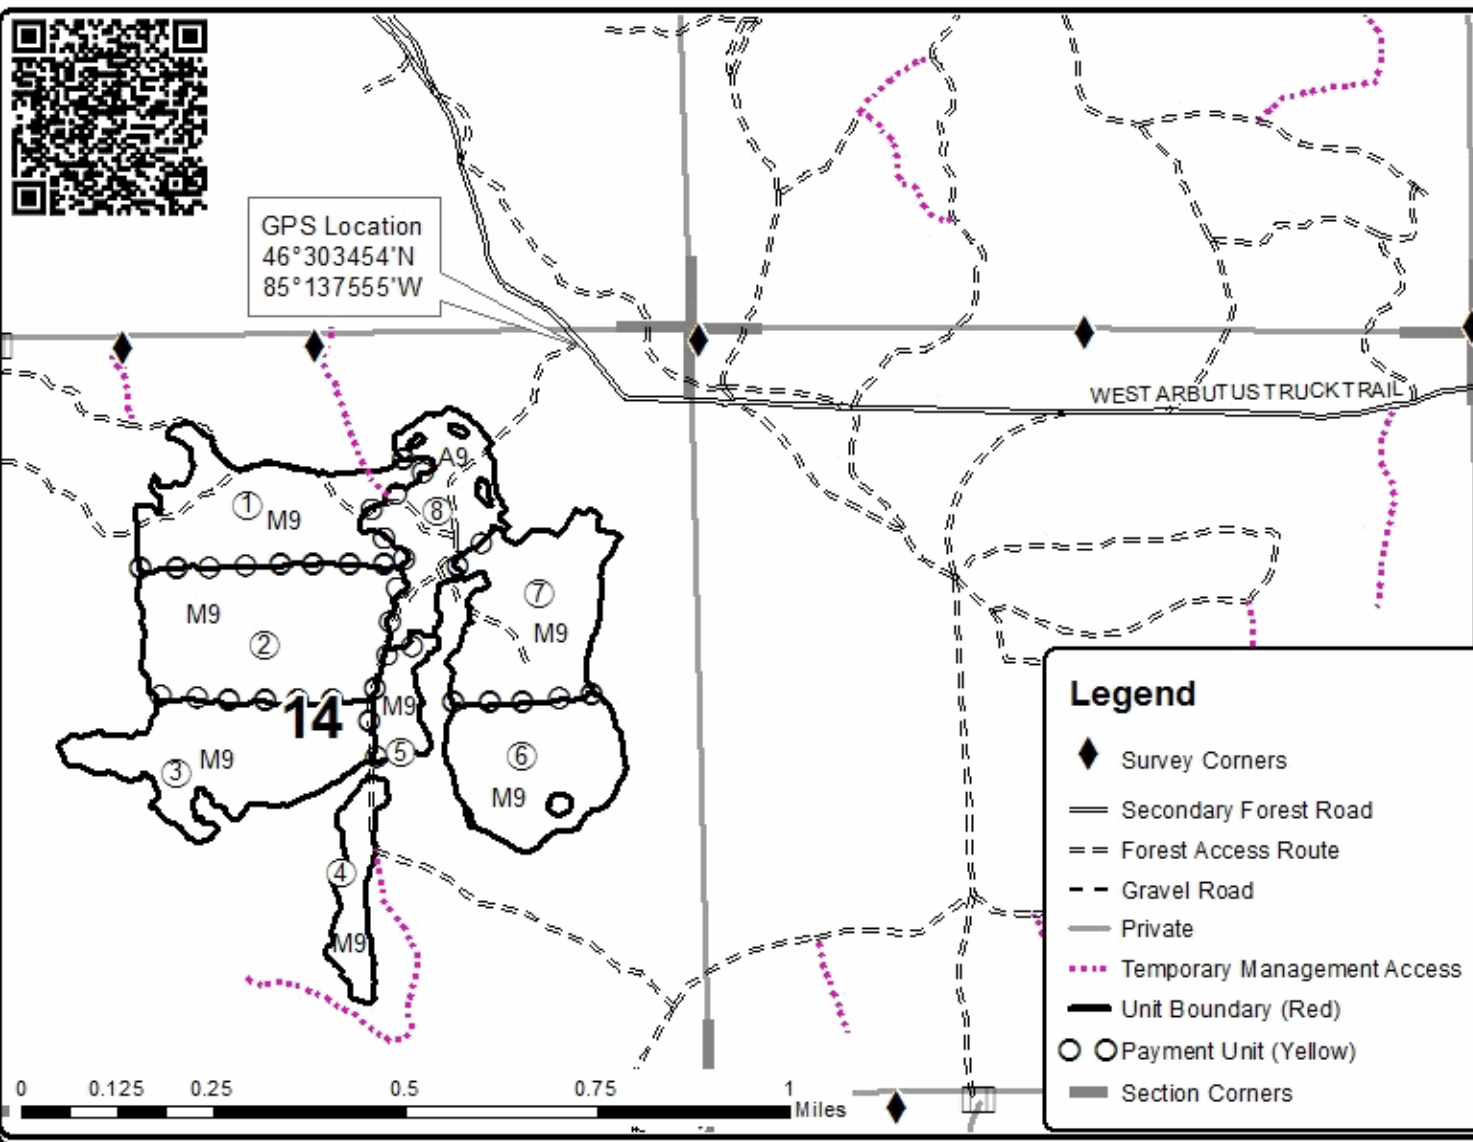 GPS Location
46°303454"N
85°137555"W
WEST ARBUTUS TRUCK TRAIL
A9
1
M9
8
7
M9
M9
2
14
M9
M9
3
5
6
M9
4
M9
Legend
Survey Corners
Secondary Forest Road
Forest Access Route
Gravel Road
Private
Temporary Management Access
Unit Boundary (Red)
Payment Unit (Yellow)
Section Corners
0 0.125 0.25 0.5 0.75 1
Miles